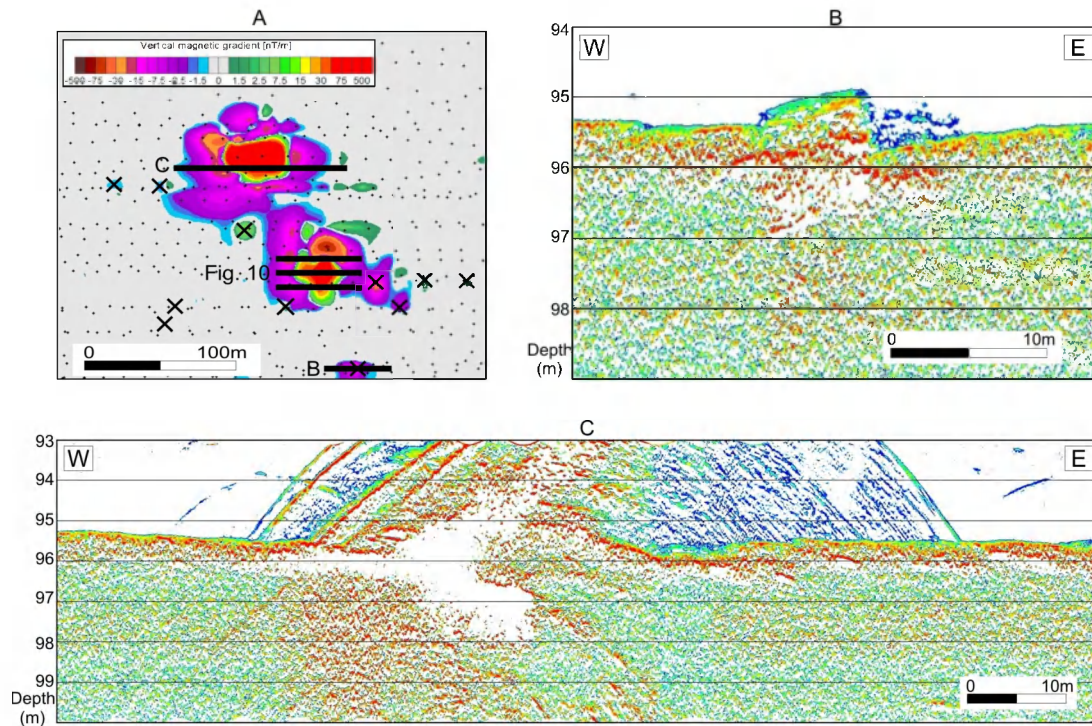 A
Vertical magnetic gradient [nT/m]
-500 -75 -30 -15 -7.5 -2.5 -1.5 0 1.5 2.5 7.5 15 30 75 500
C
Fig. 10
0 100m
B
B
94
W E
95
96
97
98
Depth
(m)
0 10m
C
93
W E
94
95
96
97
98
99
Depth
(m)
0 10m